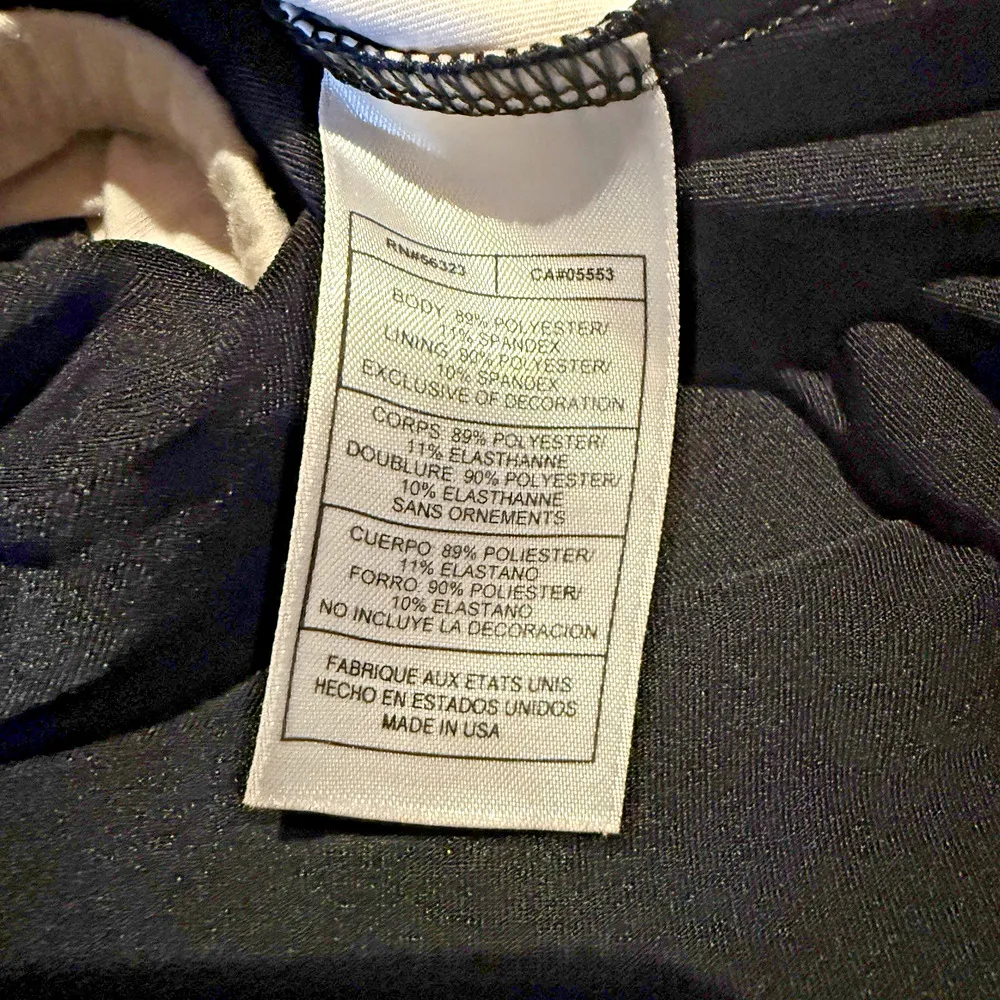 RN#56323 CA#05553
BODY 89% POLYESTER/
11% SPANDEX
LINING 90% POLYESTER/
10% SPANDEX
EXCLUSIVE OF DECORATION
CORPS 89% POLYESTER/
11% ELASTHANNE
DOUBLURE 90% POLYESTER/
10% ELASTHANNE
SANS ORNEMENTS
CUERPO 89% POLIESTER/
11% ELASTANO
FORRO 90% POLIESTER/
10% ELASTANO
NO INCLUYE LA DECORACION
FABRIQUE AUX ETATS UNIS
HECHO EN ESTADOS UNIDOS
MADE IN USA